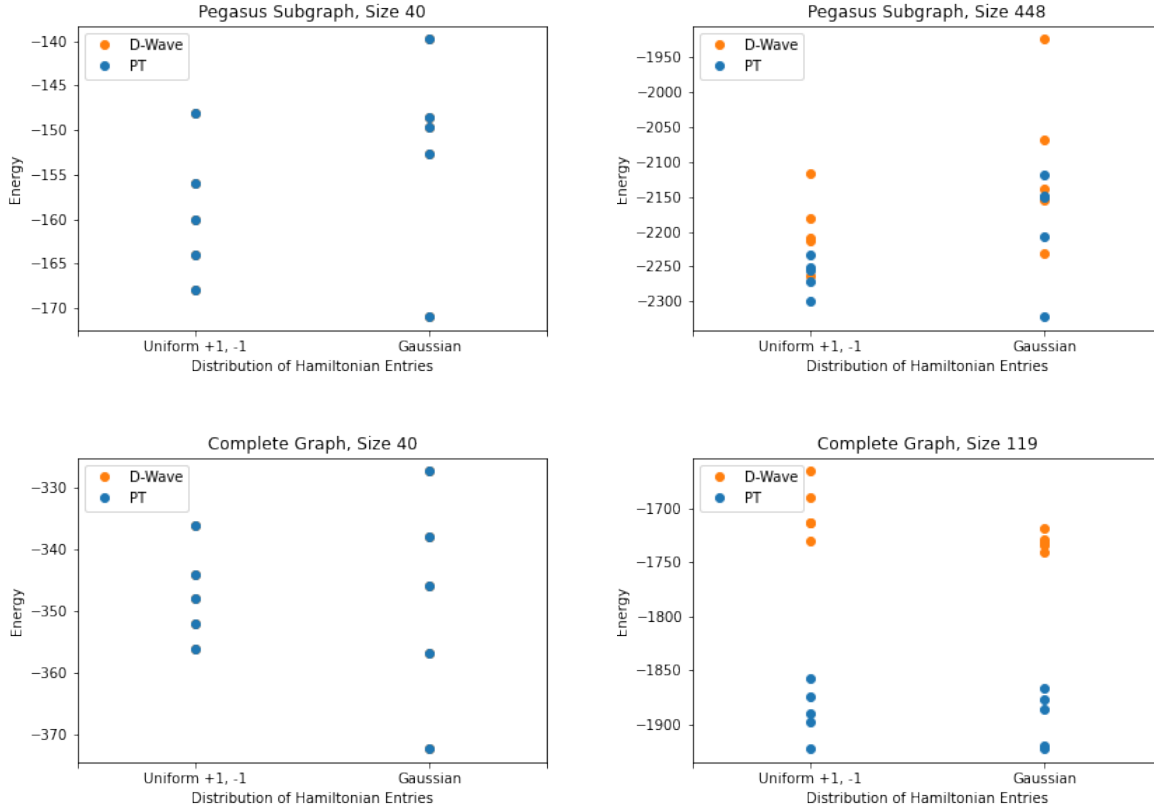 Pegasus Subgraph, Size 40
D-Wave
PT
−140
−145
−150
−155
−160
−165
−170
Energy
Uniform +1, -1
Gaussian
Distribution of Hamiltonian Entries
Pegasus Subgraph, Size 448
D-Wave
PT
−1950
−2000
−2050
−2100
−2150
−2200
−2250
−2300
Energy
Uniform +1, -1
Gaussian
Distribution of Hamiltonian Entries
Complete Graph, Size 40
D-Wave
PT
−330
−340
−350
−360
−370
Energy
Uniform +1, -1
Gaussian
Distribution of Hamiltonian Entries
Complete Graph, Size 119
D-Wave
PT
−1700
−1750
−1800
−1850
−1900
Energy
Uniform +1, -1
Gaussian
Distribution of Hamiltonian Entries